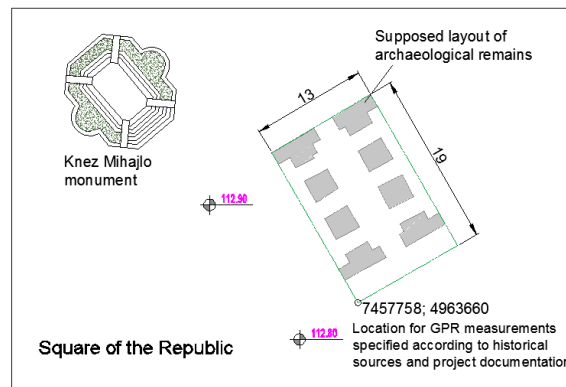 Supposed layout of
archaeological remains
13
19
Knez Mihajlo
monument
112.90
7457758; 4963660
112.80
Location for GPR measurements
specified according to historical
sources and project documentation
Square of the Republic